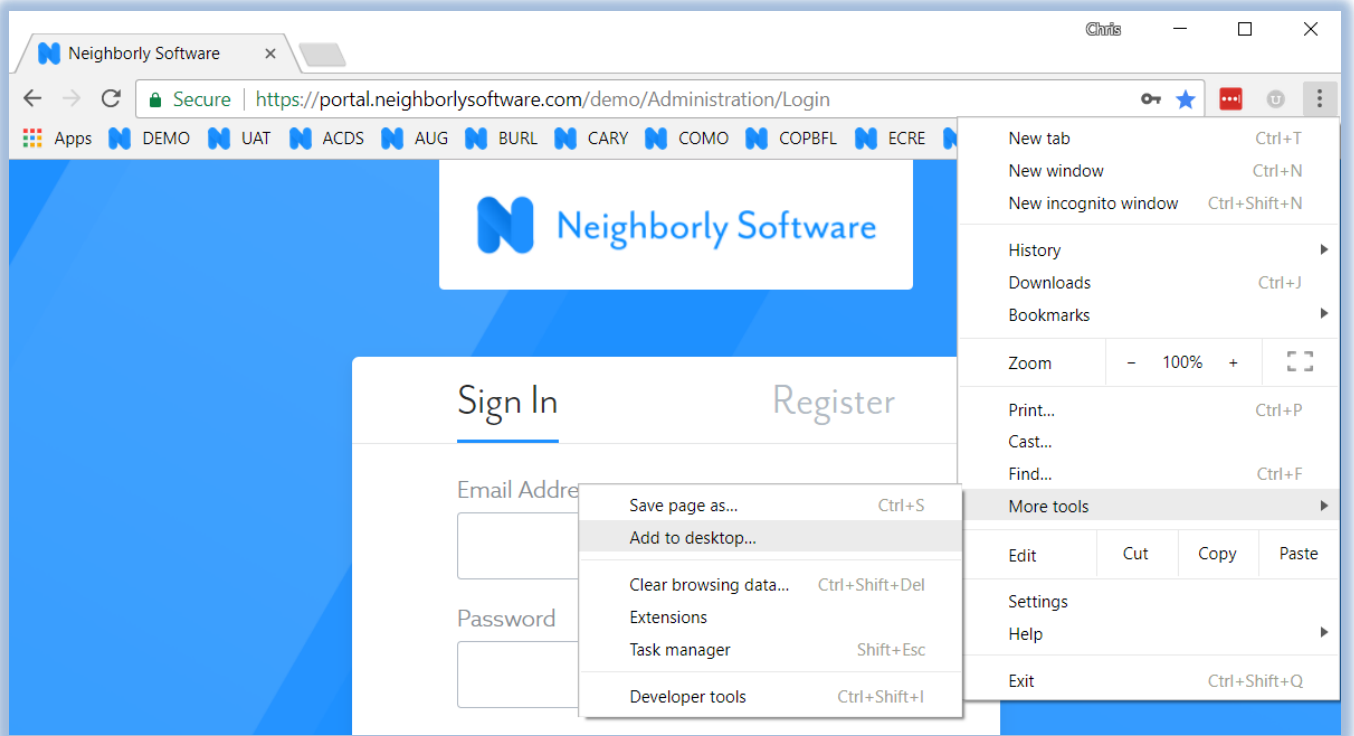 Chris
Neighborly Software
Secure | https://portal.neighborlysoftware.com/demo/Administration/Login
Apps DEMO UAT ACDS AUG BURL CARY COMO COPBFL ECRE
Neighborly Software
Sign In Register
Email Addre
Password
New tab Ctrl+T
New window Ctrl+N
New incognito window Ctrl+Shift+N
History
Downloads Ctrl+J
Bookmarks
Zoom - 100% +
Print... Ctrl+P
Cast...
Find... Ctrl+F
More tools
Edit Cut Copy Paste
Settings
Help
Exit Ctrl+Shift+Q
Save page as... Ctrl+S
Add to desktop...
Clear browsing data... Ctrl+Shift+Del
Extensions
Task manager Shift+Esc
Developer tools Ctrl+Shift+I